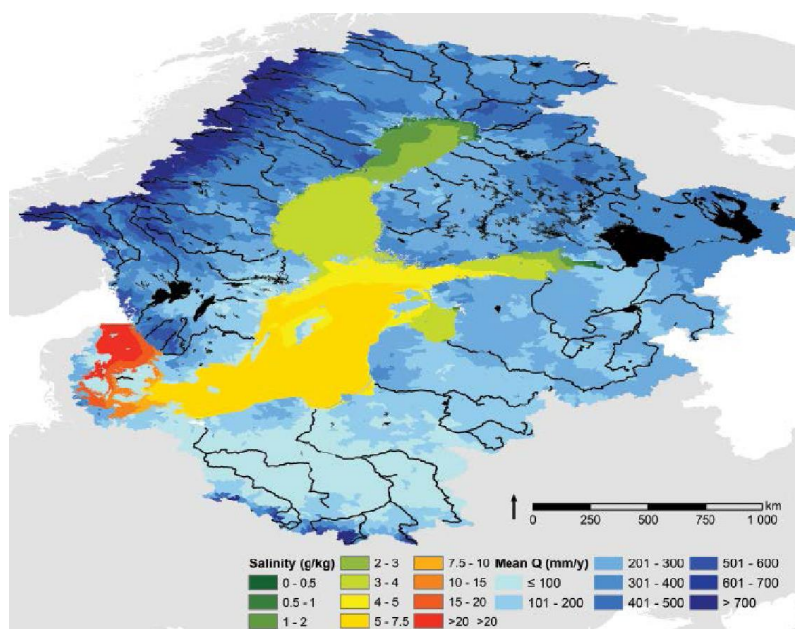 km
0 250 500 750 1 000
Salinity (g/kg) 2 - 3 7.5 - 10 Mean Q (mm/y) 201 - 300 501 - 600
0 - 0.5 3 - 4 10 - 15 ≤ 100 301 - 400 601 - 700
0.5 - 1 4 - 5 15 - 20 101 - 200 401 - 500 > 700
1 - 2 5 - 7.5 >20 >20